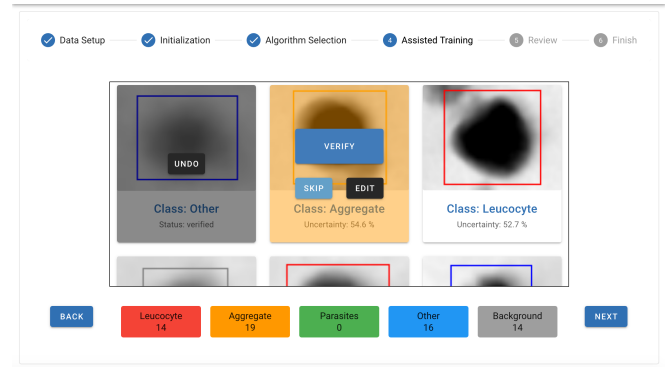 Data Setup
Initialization
Algorithm Selection
4 Assisted Training
5 Review
6 Finish
UNDO
VERIFY
SKIP
EDIT
Class: Other
Class: Aggregate
Class: Leucocyte
Status: verified
Uncertainty: 54.6 %
Uncertainty: 52.7 %
BACK
Leucocyte
14
Aggregate
19
Parasites
0
Other
16
Background
14
NEXT